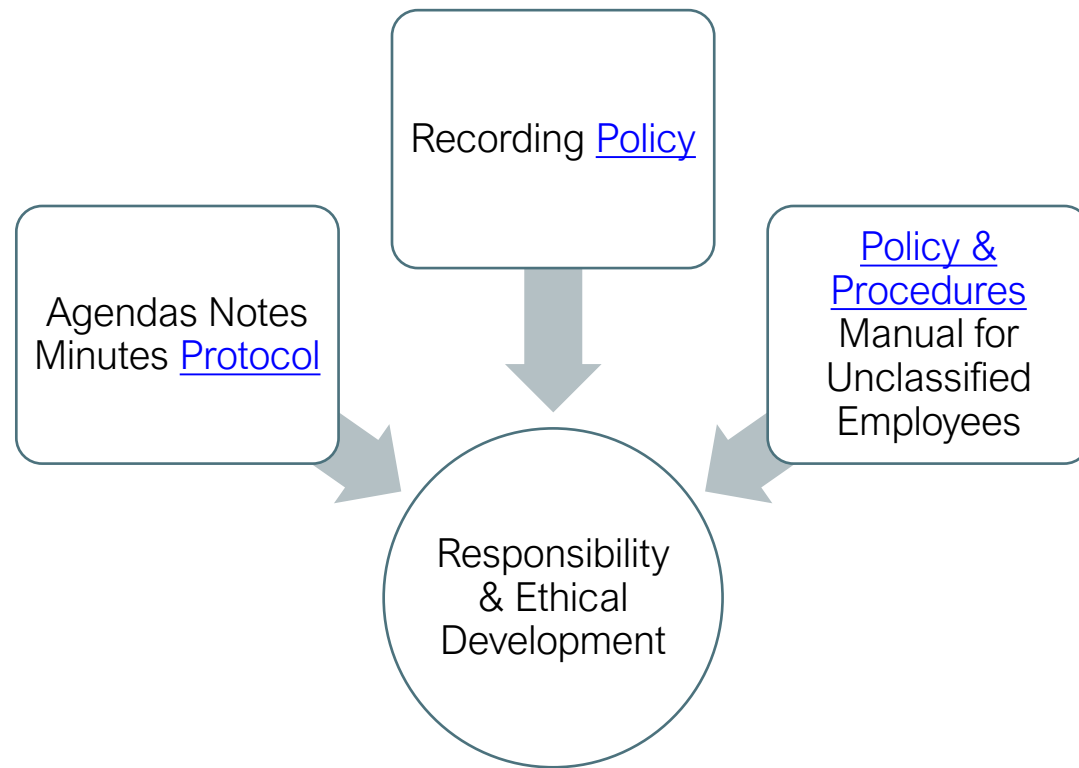 Recording Policy
Agendas Notes
Minutes Protocol
Policy &
Procedures
Manual for
Unclassified
Employees
Responsibility
& Ethical
Development